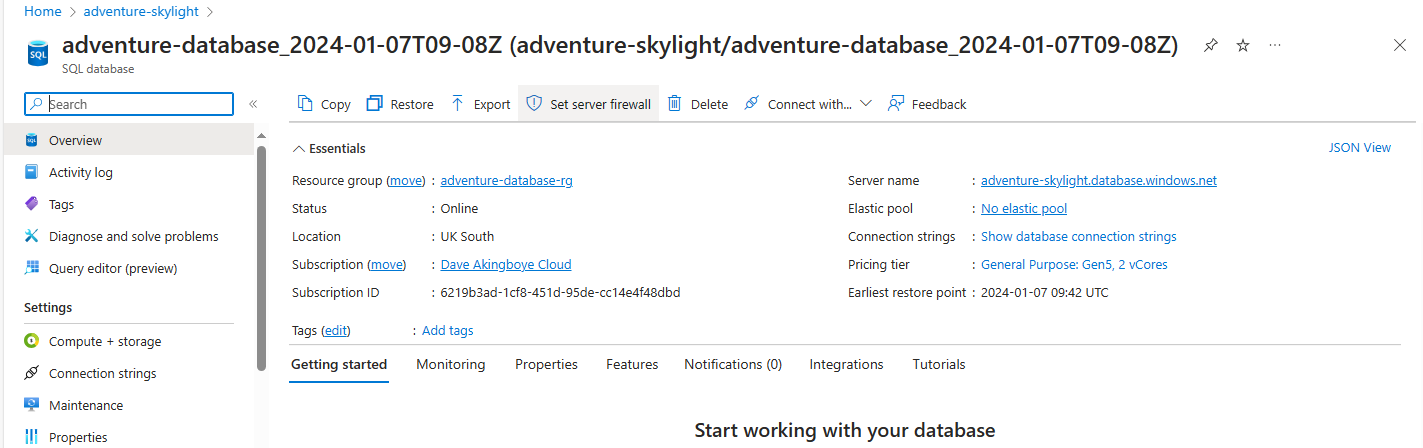 Home > adventure-skylight >
adventure-database_2024-01-07T09-08Z (adventure-skylight/adventure-database_2024-01-07T09-08Z) ...
SQL
SQL database
Search «
Copy Restore Export Set server firewall Delete Connect with... Feedback
Overview
Activity log
Tags
Diagnose and solve problems
Query editor (preview)
Settings
Compute + storage
Connection strings
Maintenance
Properties
Essentials JSON View
Resource group (move) : adventure-database-rg
Status : Online
Location : UK South
Subscription (move) : Dave Akingboye Cloud
Subscription ID : 6219b3ad-1cf8-451d-95de-cc14e4f48dbd
Server name : adventure-skylight.database.windows.net
Elastic pool : No elastic pool
Connection strings : Show database connection strings
Pricing tier : General Purpose: Gen5, 2 vCores
Earliest restore point : 2024-01-07 09:42 UTC
Tags (edit) : Add tags
Getting started Monitoring Properties Features Notifications (0) Integrations Tutorials
Start working with your database